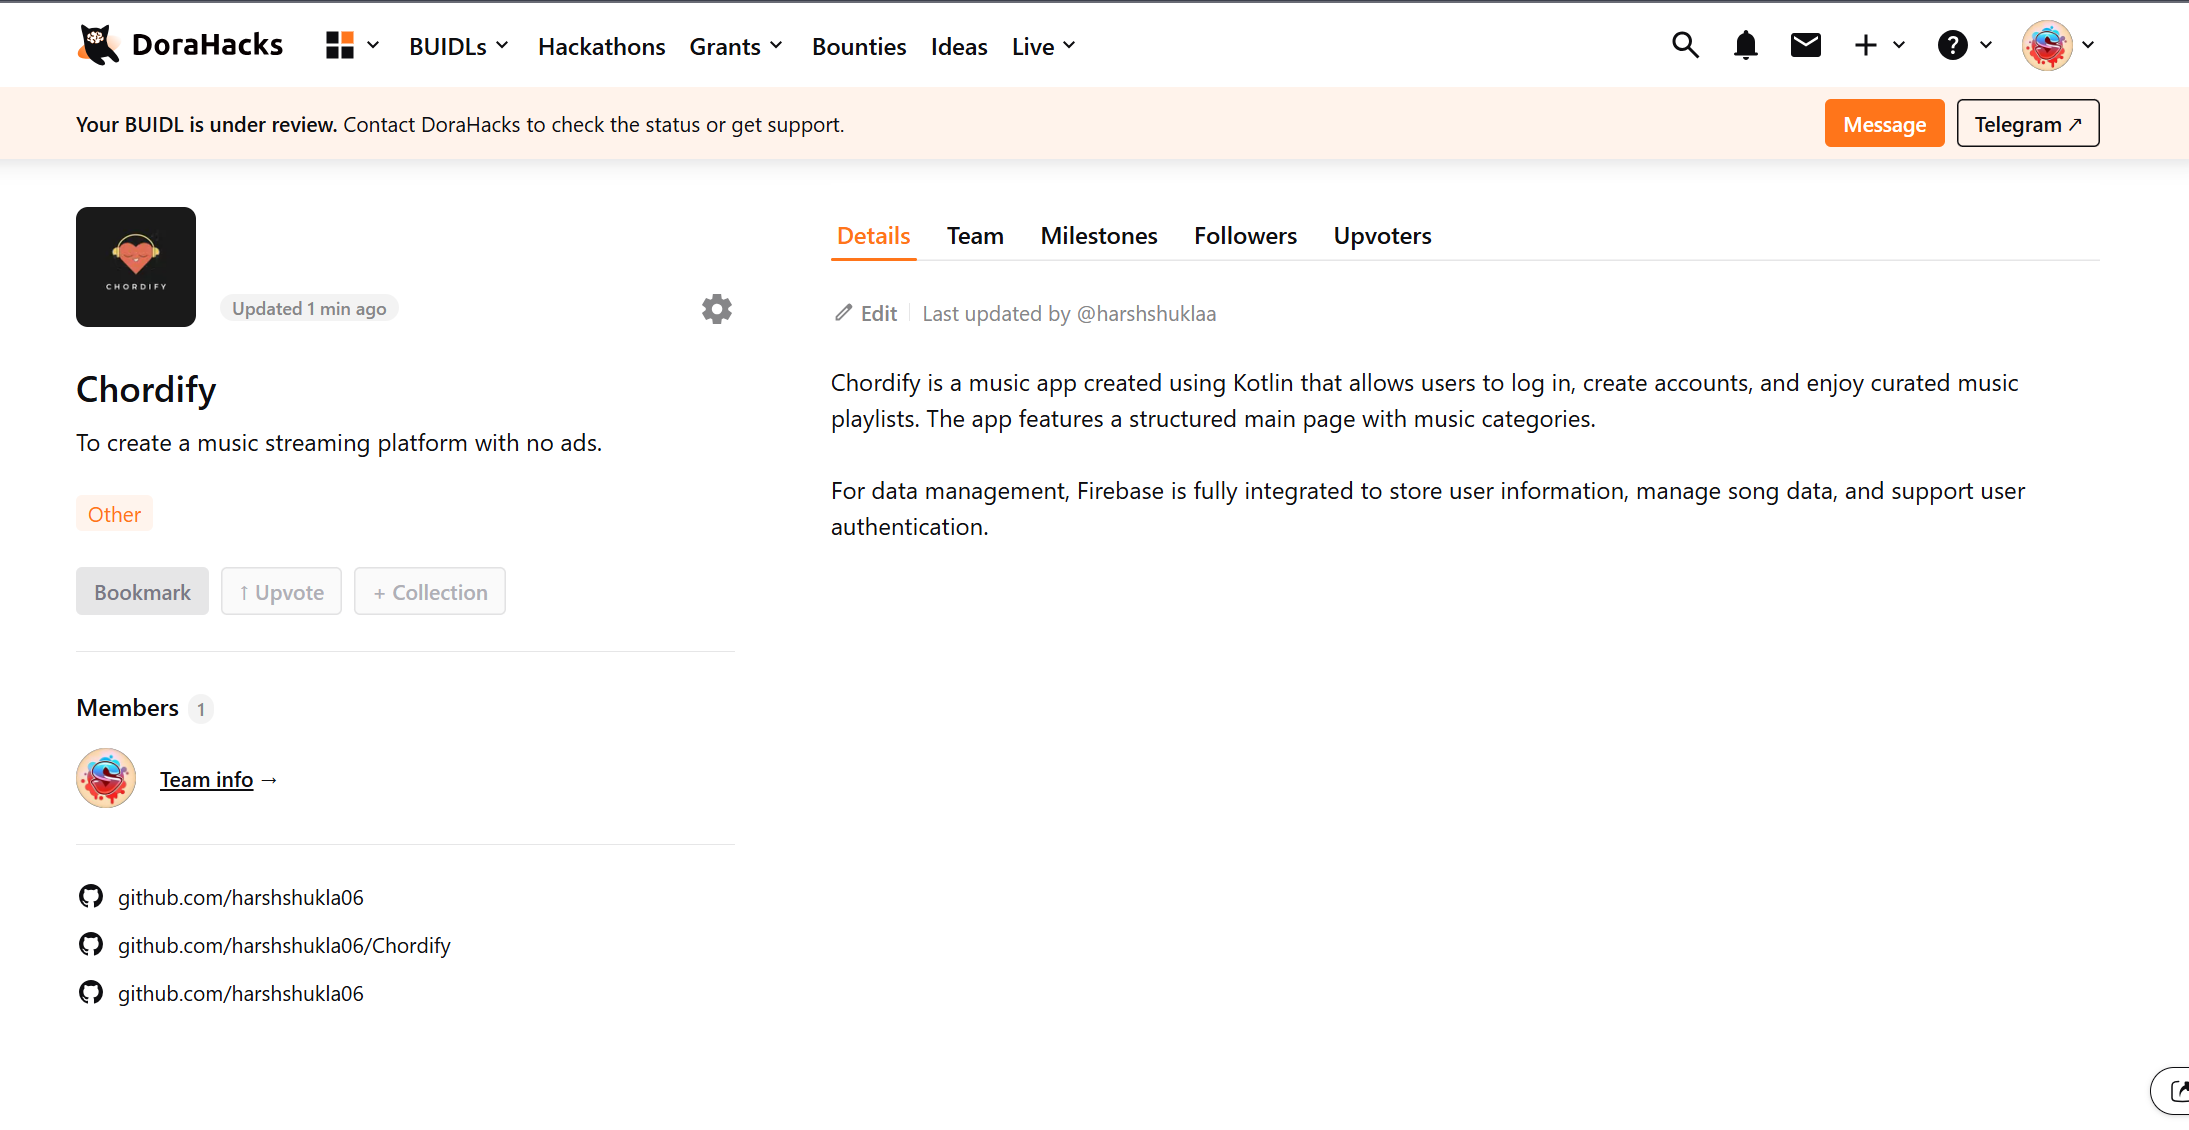 DoraHacks
BUIDLs
Hackathons
Grants
Bounties
Ideas
Live
Your BUIDL is under review. Contact DoraHacks to check the status or get support.
Message
Telegram ↗
CHORDIFY
Updated 1 min ago
Chordify
To create a music streaming platform with no ads.
Other
Bookmark
↑ Upvote
+ Collection
Members 1
Team info →
github.com/harshshukla06
github.com/harshshukla06/Chordify
github.com/harshshukla06
Details
Team
Milestones
Followers
Upvoters
Edit
Last updated by @harshshuklaa
Chordify is a music app created using Kotlin that allows users to log in, create accounts, and enjoy curated music
playlists. The app features a structured main page with music categories.
For data management, Firebase is fully integrated to store user information, manage song data, and support user
authentication.